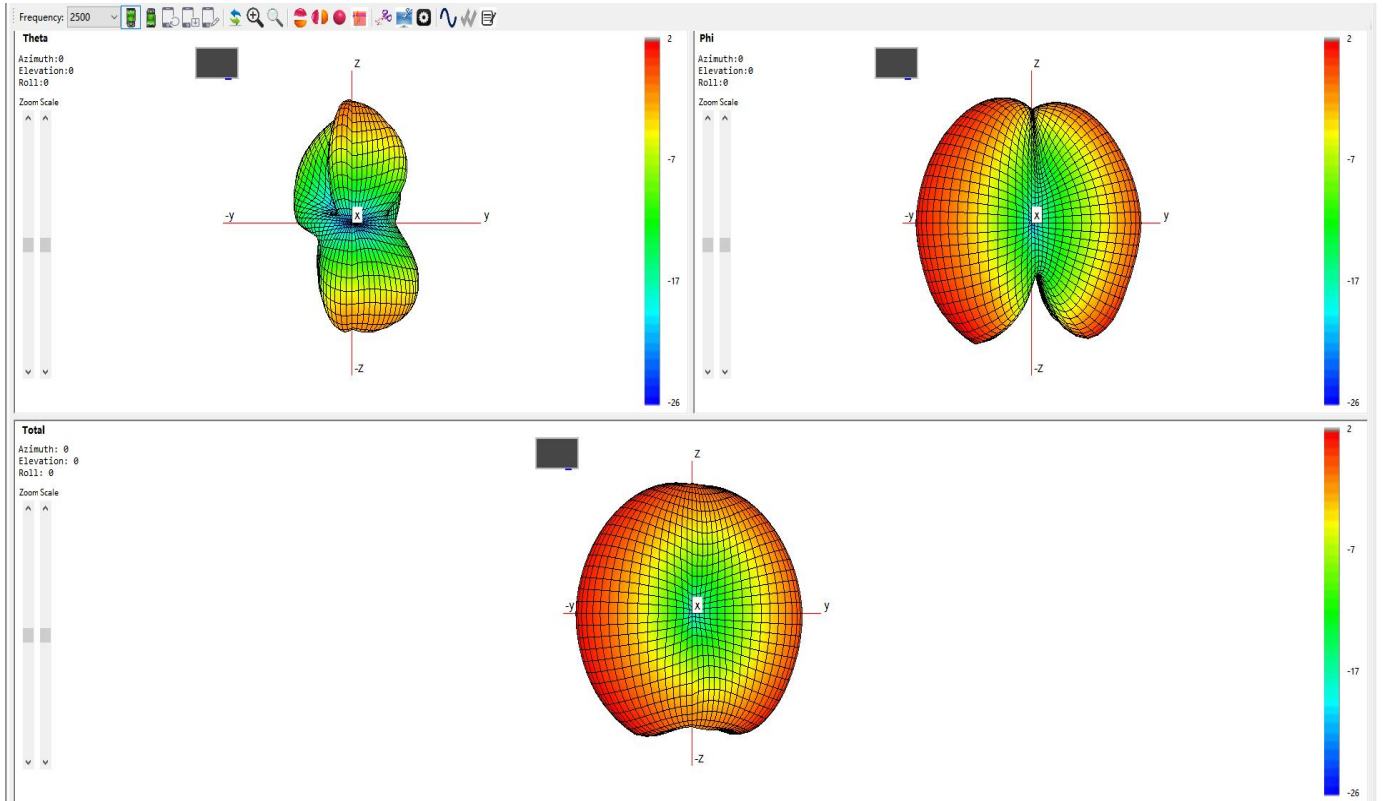 Frequency: 2500
Theta
Azimuth:0
Elevation:0
Roll:0
Zoom Scale
Z
-y
X
y
-Z
2
-7
-17
-26
Phi
Azimuth:0
Elevation:0
Roll:0
Zoom Scale
Z
-y
X
y
-Z
2
-7
-17
-26
Total
Azimuth: 0
Elevation: 0
Roll: 0
Zoom Scale
Z
-y
X
y
-Z
2
-7
-17
-26